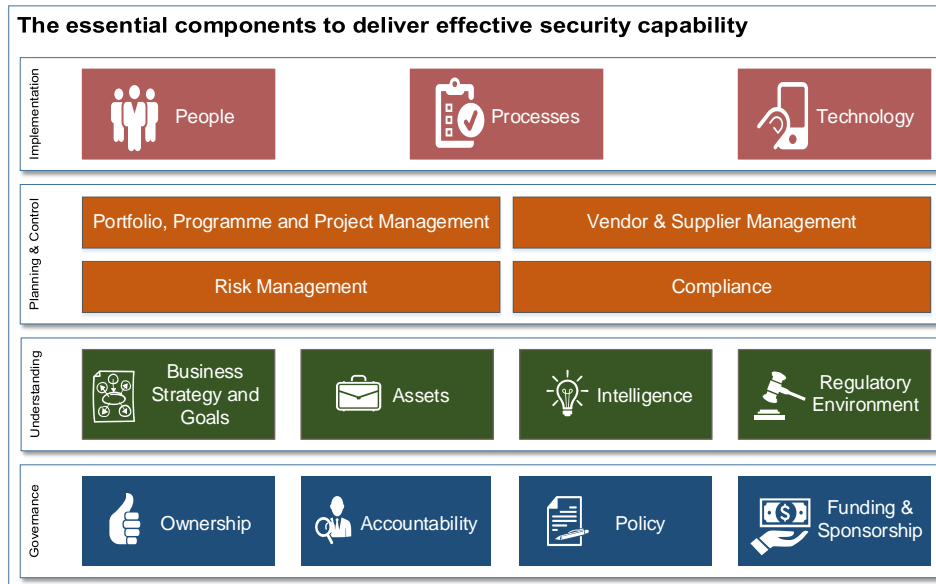 The essential components to deliver effective security capability
Implementation
People
Processes
Technology
Planning & Control
Portfolio, Programme and Project Management
Vendor & Supplier Management
Risk Management
Compliance
Understanding
Business
Strategy and
Goals
Assets
Intelligence
Regulatory
Environment
Governance
Ownership
Accountability
Policy
Funding &
Sponsorship